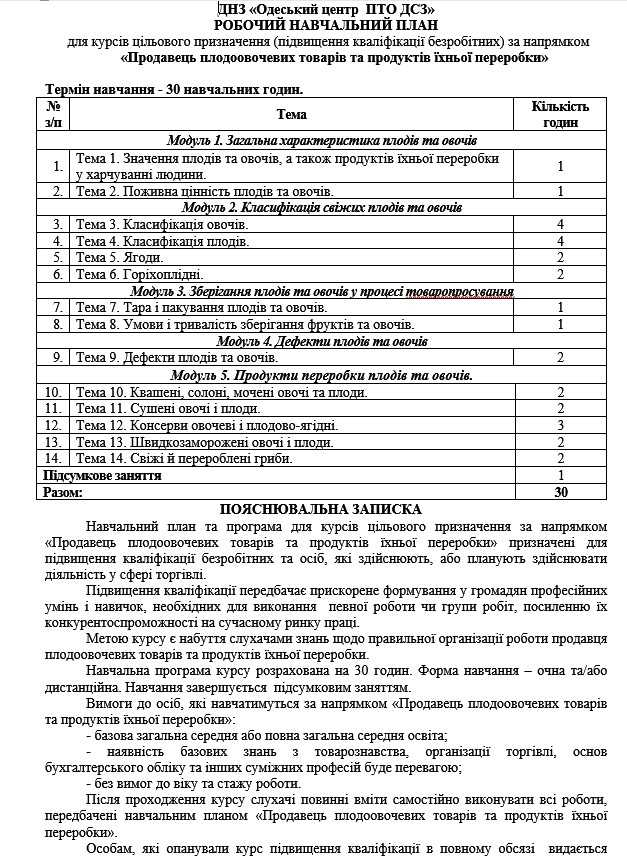 ДНЗ «Одеський центр ПТО ДСЗ»
РОБОЧИЙ НАВЧАЛЬНИЙ ПЛАН
для курсів цільового призначення (підвищення кваліфікації безробітних) за напрямком
«Продавець плодоовочевих товарів та продуктів їхньої переробки»
Термін навчання - 30 навчальних годин.
№ з/п Тема Кількість годин
Модуль 1. Загальна характеристика плодів та овочів
1. Тема 1. Значення плодів та овочів, а також продуктів їхньої переробки 1
у харчуванні людини.
2. Тема 2. Поживна цінність плодів та овочів. 1
Модуль 2. Класифікація свіжих плодів та овочів
3. Тема 3. Класифікація овочів. 4
4. Тема 4. Класифікація плодів. 4
5. Тема 5. Ягоди. 2
6. Тема 6. Горіхоплідні. 2
Модуль 3. Зберігання плодів та овочів у процесі товаропросування
7. Тема 7. Тара і пакування плодів та овочів. 1
8. Тема 8. Умови і тривалість зберігання фруктів та овочів. 1
Модуль 4. Дефекти плодів та овочів
9. Тема 9. Дефекти плодів та овочів. 2
Модуль 5. Продукти переробки плодів та овочів.
10. Тема 10. Квашені, солоні, мочені овочі та плоди. 2
11. Тема 11. Сушені овочі і плоди. 2
12. Тема 12. Консерви овочеві і плодово-ягідні. 3
13. Тема 13. Швидкозаморожені овочі і плоди. 2
14. Тема 14. Свіжі й перероблені гриби. 2
Підсумкове заняття 1
Разом: 30
ПОЯСНЮВАЛЬНА ЗАПИСКА
Навчальний план та програма для курсів цільового призначення за напрямком
«Продавець плодоовочевих товарів та продуктів їхньої переробки» призначені для
підвищення кваліфікації безробітних та осіб, які здійснюють, або планують здійснювати
діяльність у сфері торгівлі.
Підвищення кваліфікації передбачає прискорене формування у громадян професійних
умінь і навичок, необхідних для виконання певної роботи чи групи робіт, посиленню їх
конкурентоспроможності на сучасному ринку праці.
Метою курсу є набуття слухачами знань щодо правильної організації роботи продавця
плодоовочевих товарів та продуктів їхньої переробки.
Навчальна програма курсу розрахована на 30 годин. Форма навчання – очна та/або
дистанційна. Навчання завершується підсумковим заняттям.
Вимоги до осіб, які навчатимуться за напрямком «Продавець плодоовочевих товарів
та продуктів їхньої переробки»:
- базова загальна середня або повна загальна середня освіта;
- наявність базових знань з товарознавства, організації торгівлі, основ
бухгалтерського обліку та інших суміжних професій буде перевагою;
- без вимог до віку та стажу роботи.
Після проходження курсу слухачі повинні вміти самостійно виконувати всі роботи,
передбачені навчальним планом «Продавець плодоовочевих товарів та продуктів їхньої
переробки».
Особам, які опанували курс підвищення кваліфікації в повному обсязі видається